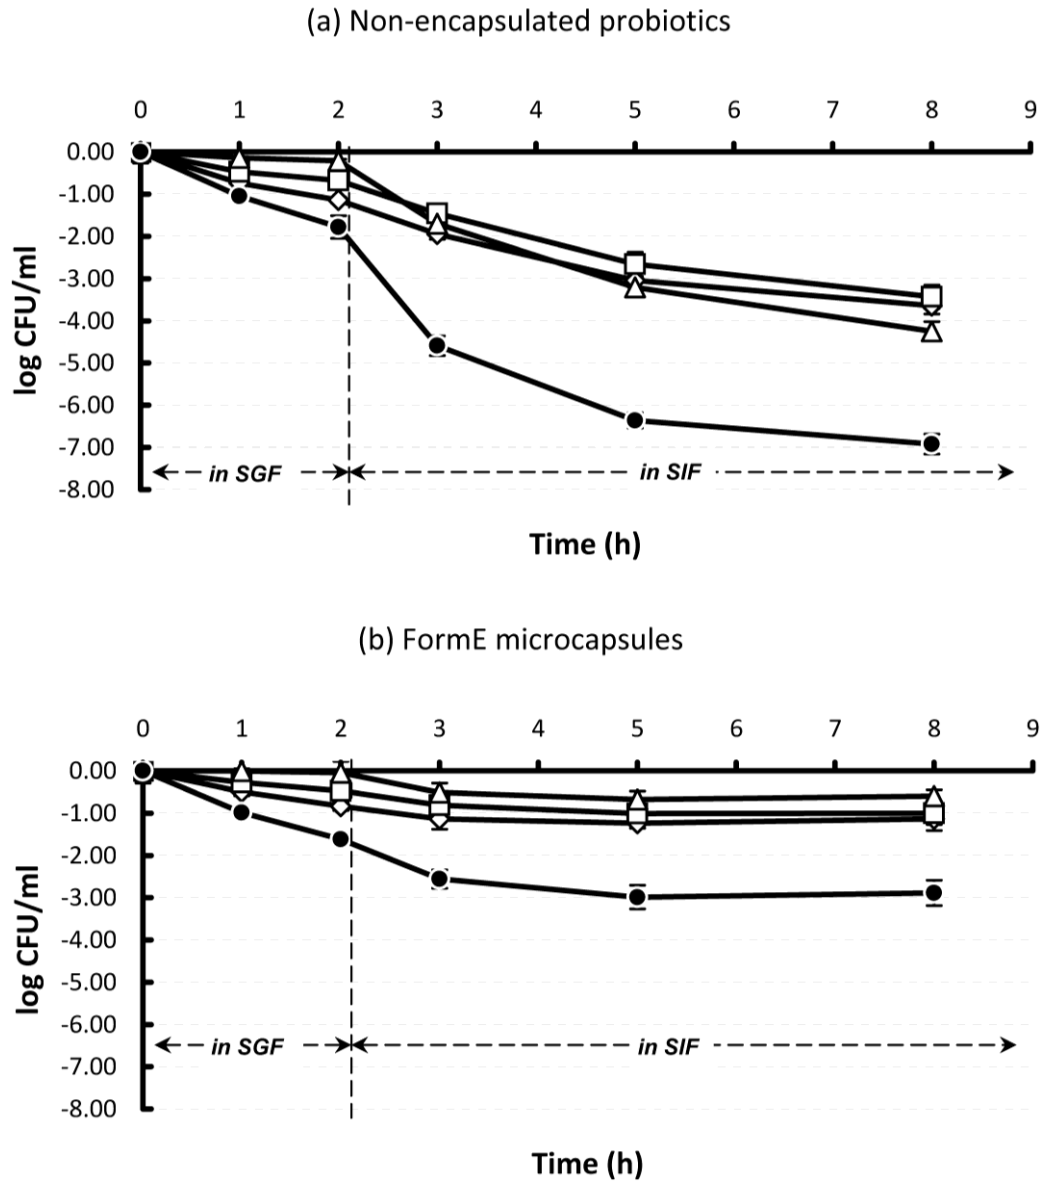 (a) Non-encapsulated probiotics
0 1 2 3 4 5 6 7 8 9
0.00
-1.00
-2.00
-3.00
-4.00
-5.00
-6.00
-7.00
-8.00
log CFU/ml
in SGF in SIF
Time (h)
(b) FormE microcapsules
0 1 2 3 4 5 6 7 8 9
0.00
-1.00
-2.00
-3.00
-4.00
-5.00
-6.00
-7.00
-8.00
log CFU/ml
in SGF in SIF
Time (h)